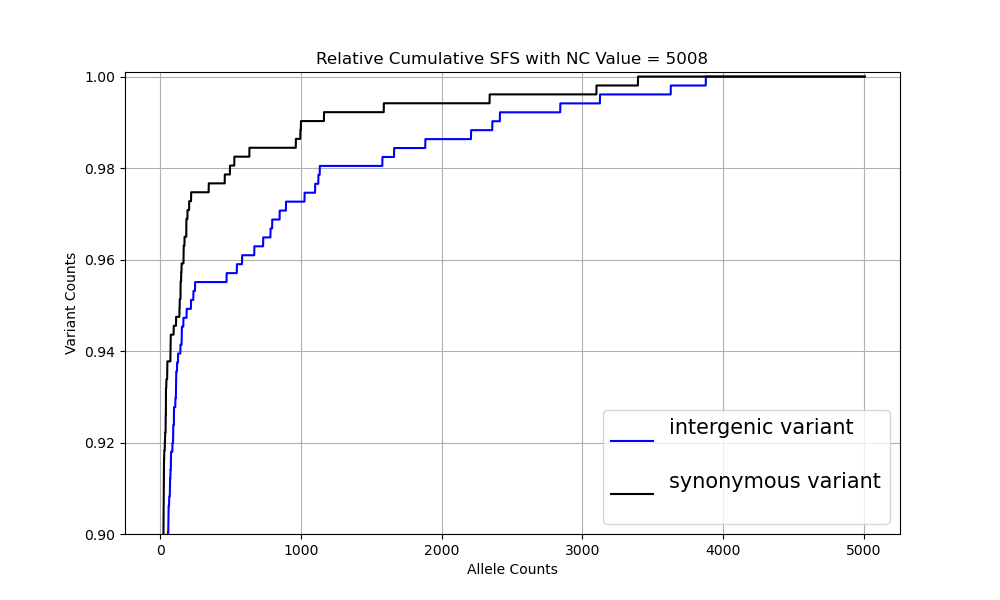 Relative Cumulative SFS with NC Value = 5008
1.00
0.98
0.96
0.94
0.92
0.90
Variant Counts
intergenic variant
synonymous variant
0
1000
2000
3000
4000
5000
Allele Counts